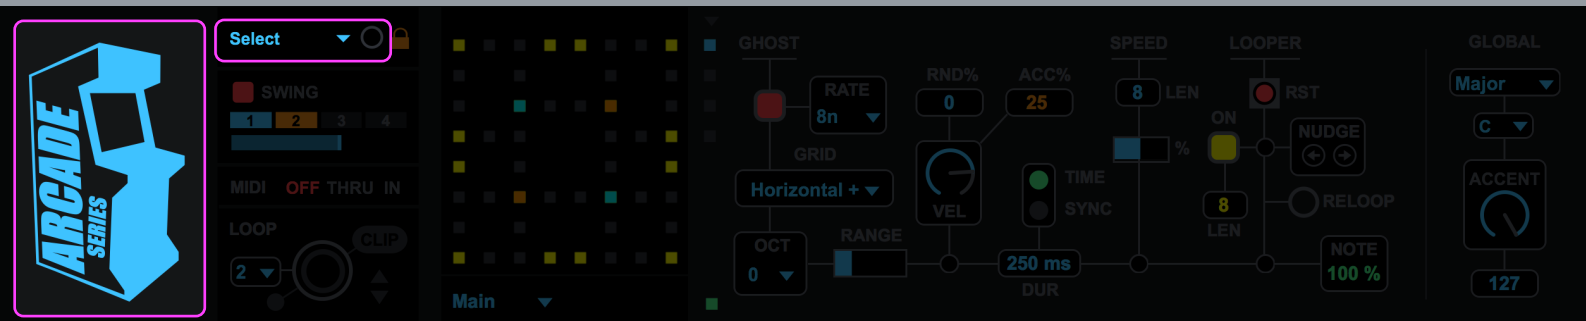 ARCADE
SERIES
Select
SWING
1 2 3 4
MIDI OFF THRU IN
LOOP
CLIP
2
Main
GHOST
RATE
8n
GRID
Horizontal +
OCT
0
RANGE
RND%
0
ACC%
25
VEL
TIME
SYNC
250 ms
DUR
SPEED
8 LEN
%
LOOPER
RST
ON
NUDGE
8
LEN
RELOOP
NOTE
100 %
GLOBAL
Major
C
ACCENT
127